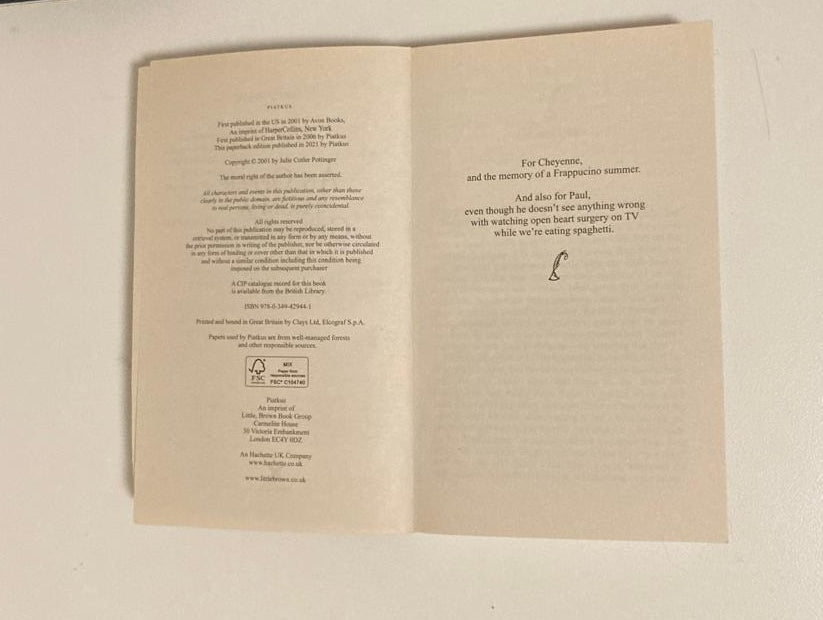 PIATKUS
First published in the US in 2001 by Avon Books,
An imprint of HarperCollins, New York
First published in Great Britain in 2006 by Piatkus
This paperback edition published in 2021 by Piatkus
Copyright © 2001 by Julie Cotler Pottinger
The moral right of the author has been asserted.
All characters and events in this publication, other than those
clearly in the public domain, are fictitious and any resemblance
to real persons, living or dead, is purely coincidental.
All rights reserved
No part of this publication may be reproduced, stored in a
retrieval system, or transmitted in any form or by any means, without
the prior permission in writing of the publisher, nor be otherwise circulated
in any form of binding or cover other than that in which it is published
and without a similar condition including this condition being
imposed on the subsequent purchaser
A CIP catalogue record for this book
is available from the British Library.
ISBN 978-0-349-42944-1
Printed and bound in Great Britain by Clays Ltd, Elcograf S.p.A.
Papers used by Piatkus are from well-managed forests
and other responsible sources.
FSC
MIX
Paper from
responsible sources
FSC® C104740
Piatkus
An imprint of
Little, Brown Book Group
Carmelite House
50 Victoria Embankment
London EC4Y 0DZ
An Hachette UK Company
www.hachette.co.uk
www.littlebrown.co.uk
For Cheyenne,
and the memory of a Frappucino summer.
And also for Paul,
even though he doesn't see anything wrong
with watching open heart surgery on TV
while we're eating spaghetti.